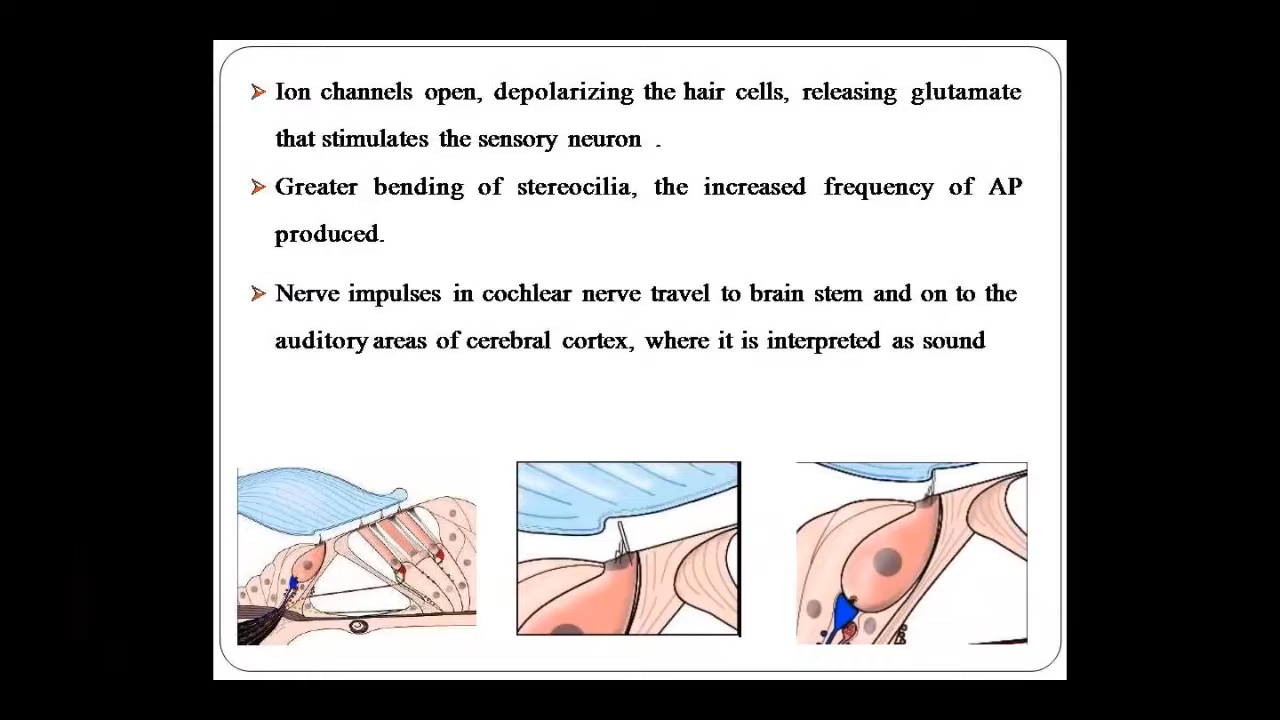 Ion channels open, depolarizing the hair cells, releasing glutamate
that stimulates the sensory neuron .
Greater bending of stereocilia, the increased frequency of AP
produced.
Nerve impulses in cochlear nerve travel to brain stem and on to the
auditory areas of cerebral cortex, where it is interpreted as sound